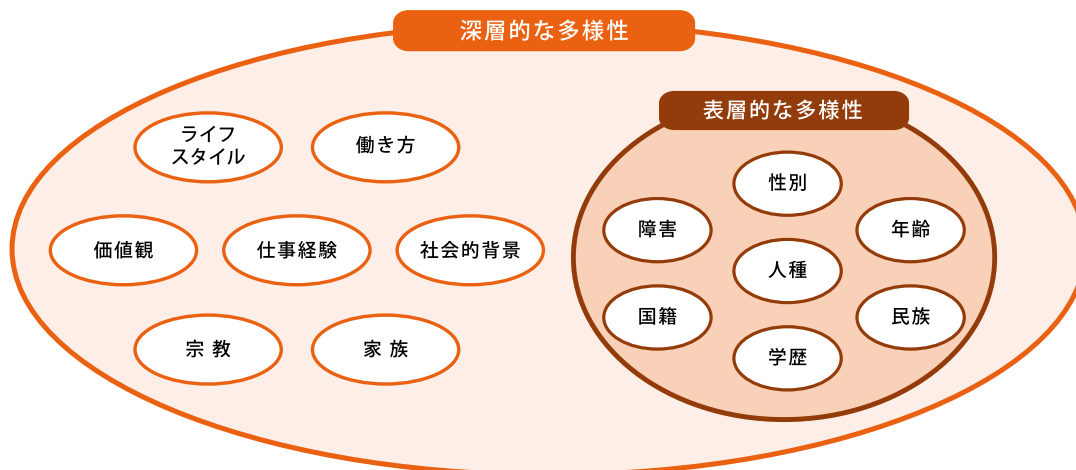 深層的な多様性
ライフ
スタイル
働き方
価値観
仕事経験
社会的背景
宗 教
家 族
表層的な多様性
性別
障害
年齢
人種
国籍
民族
学歴